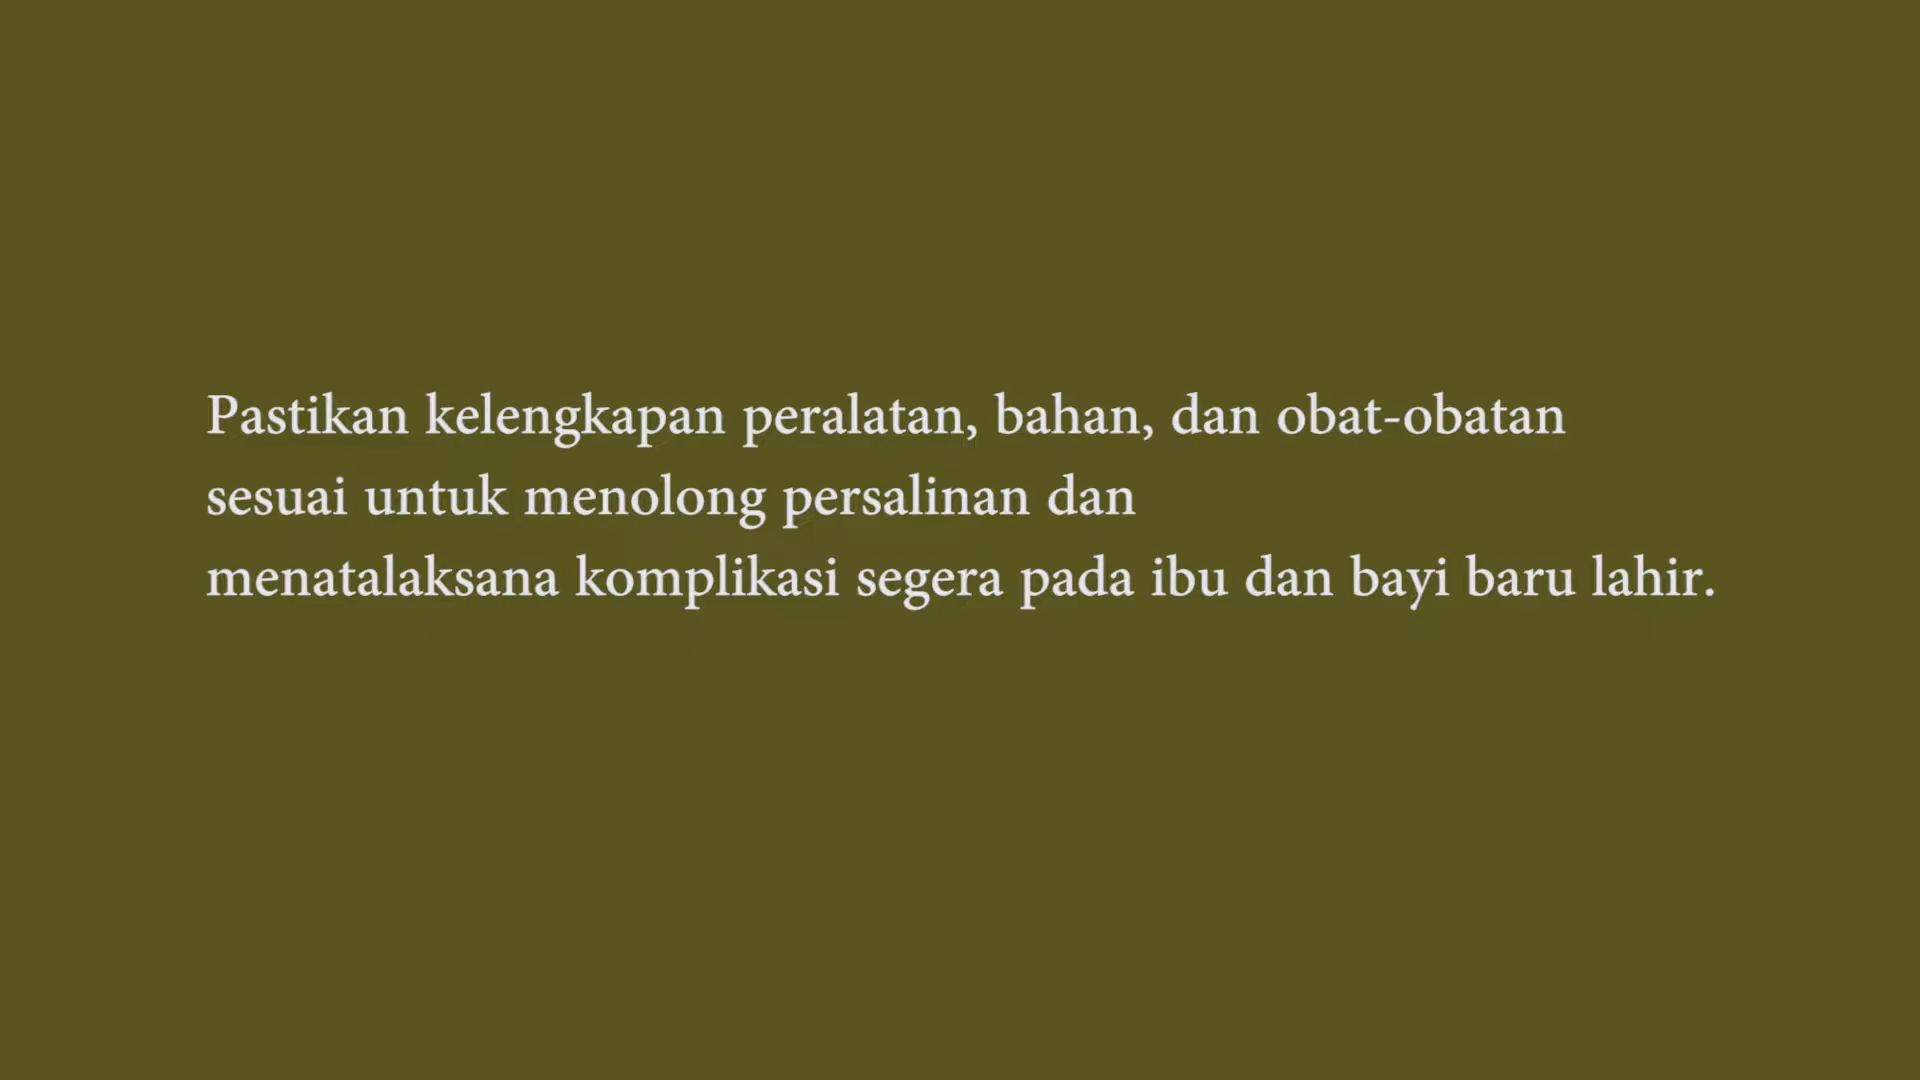 Pastikan kelengkapan peralatan, bahan, dan obat-obatan
sesuai untuk menolong persalinan dan
menatalaksana komplikasi segera pada ibu dan bayi baru lahir.